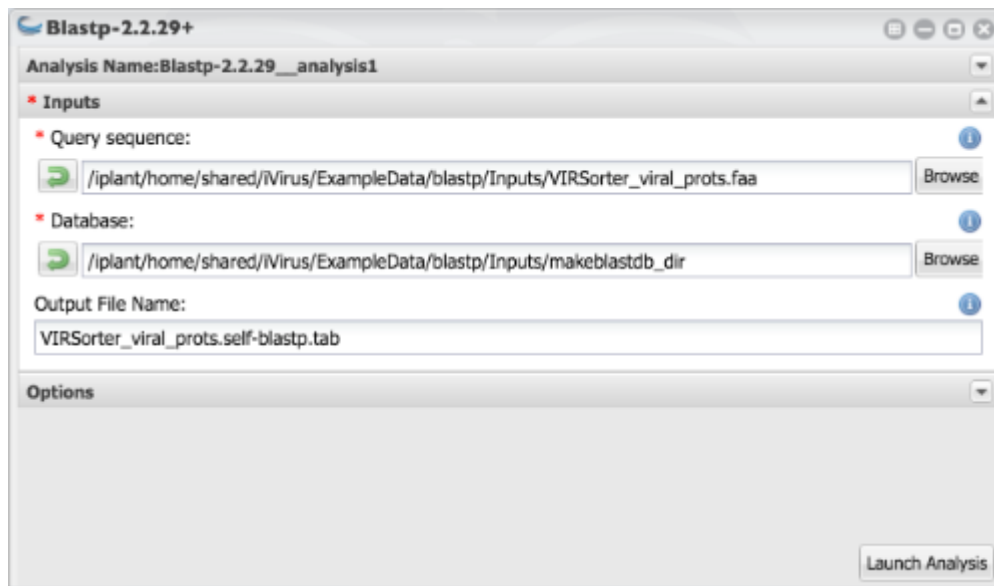 Blastp-2.2.29+
Analysis Name:Blastp-2.2.29__analysis1
* Inputs
* Query sequence:
/iplant/home/shared/iVirus/ExampleData/blastp/Inputs/VIRSorter_viral_prots.faa Browse
* Database:
/iplant/home/shared/iVirus/ExampleData/blastp/Inputs/makeblastdb_dir Browse
Output File Name:
VIRSorter_viral_prots.self-blastp.tab
Options
Launch Analysis